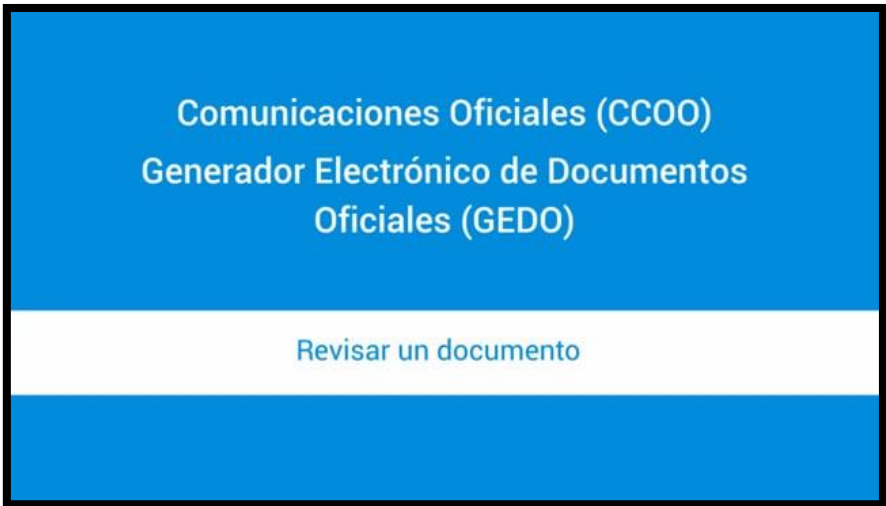 Comunicaciones Oficiales (CCOO)
Generador Electrónico de Documentos
Oficiales (GEDO)
Revisar un documento